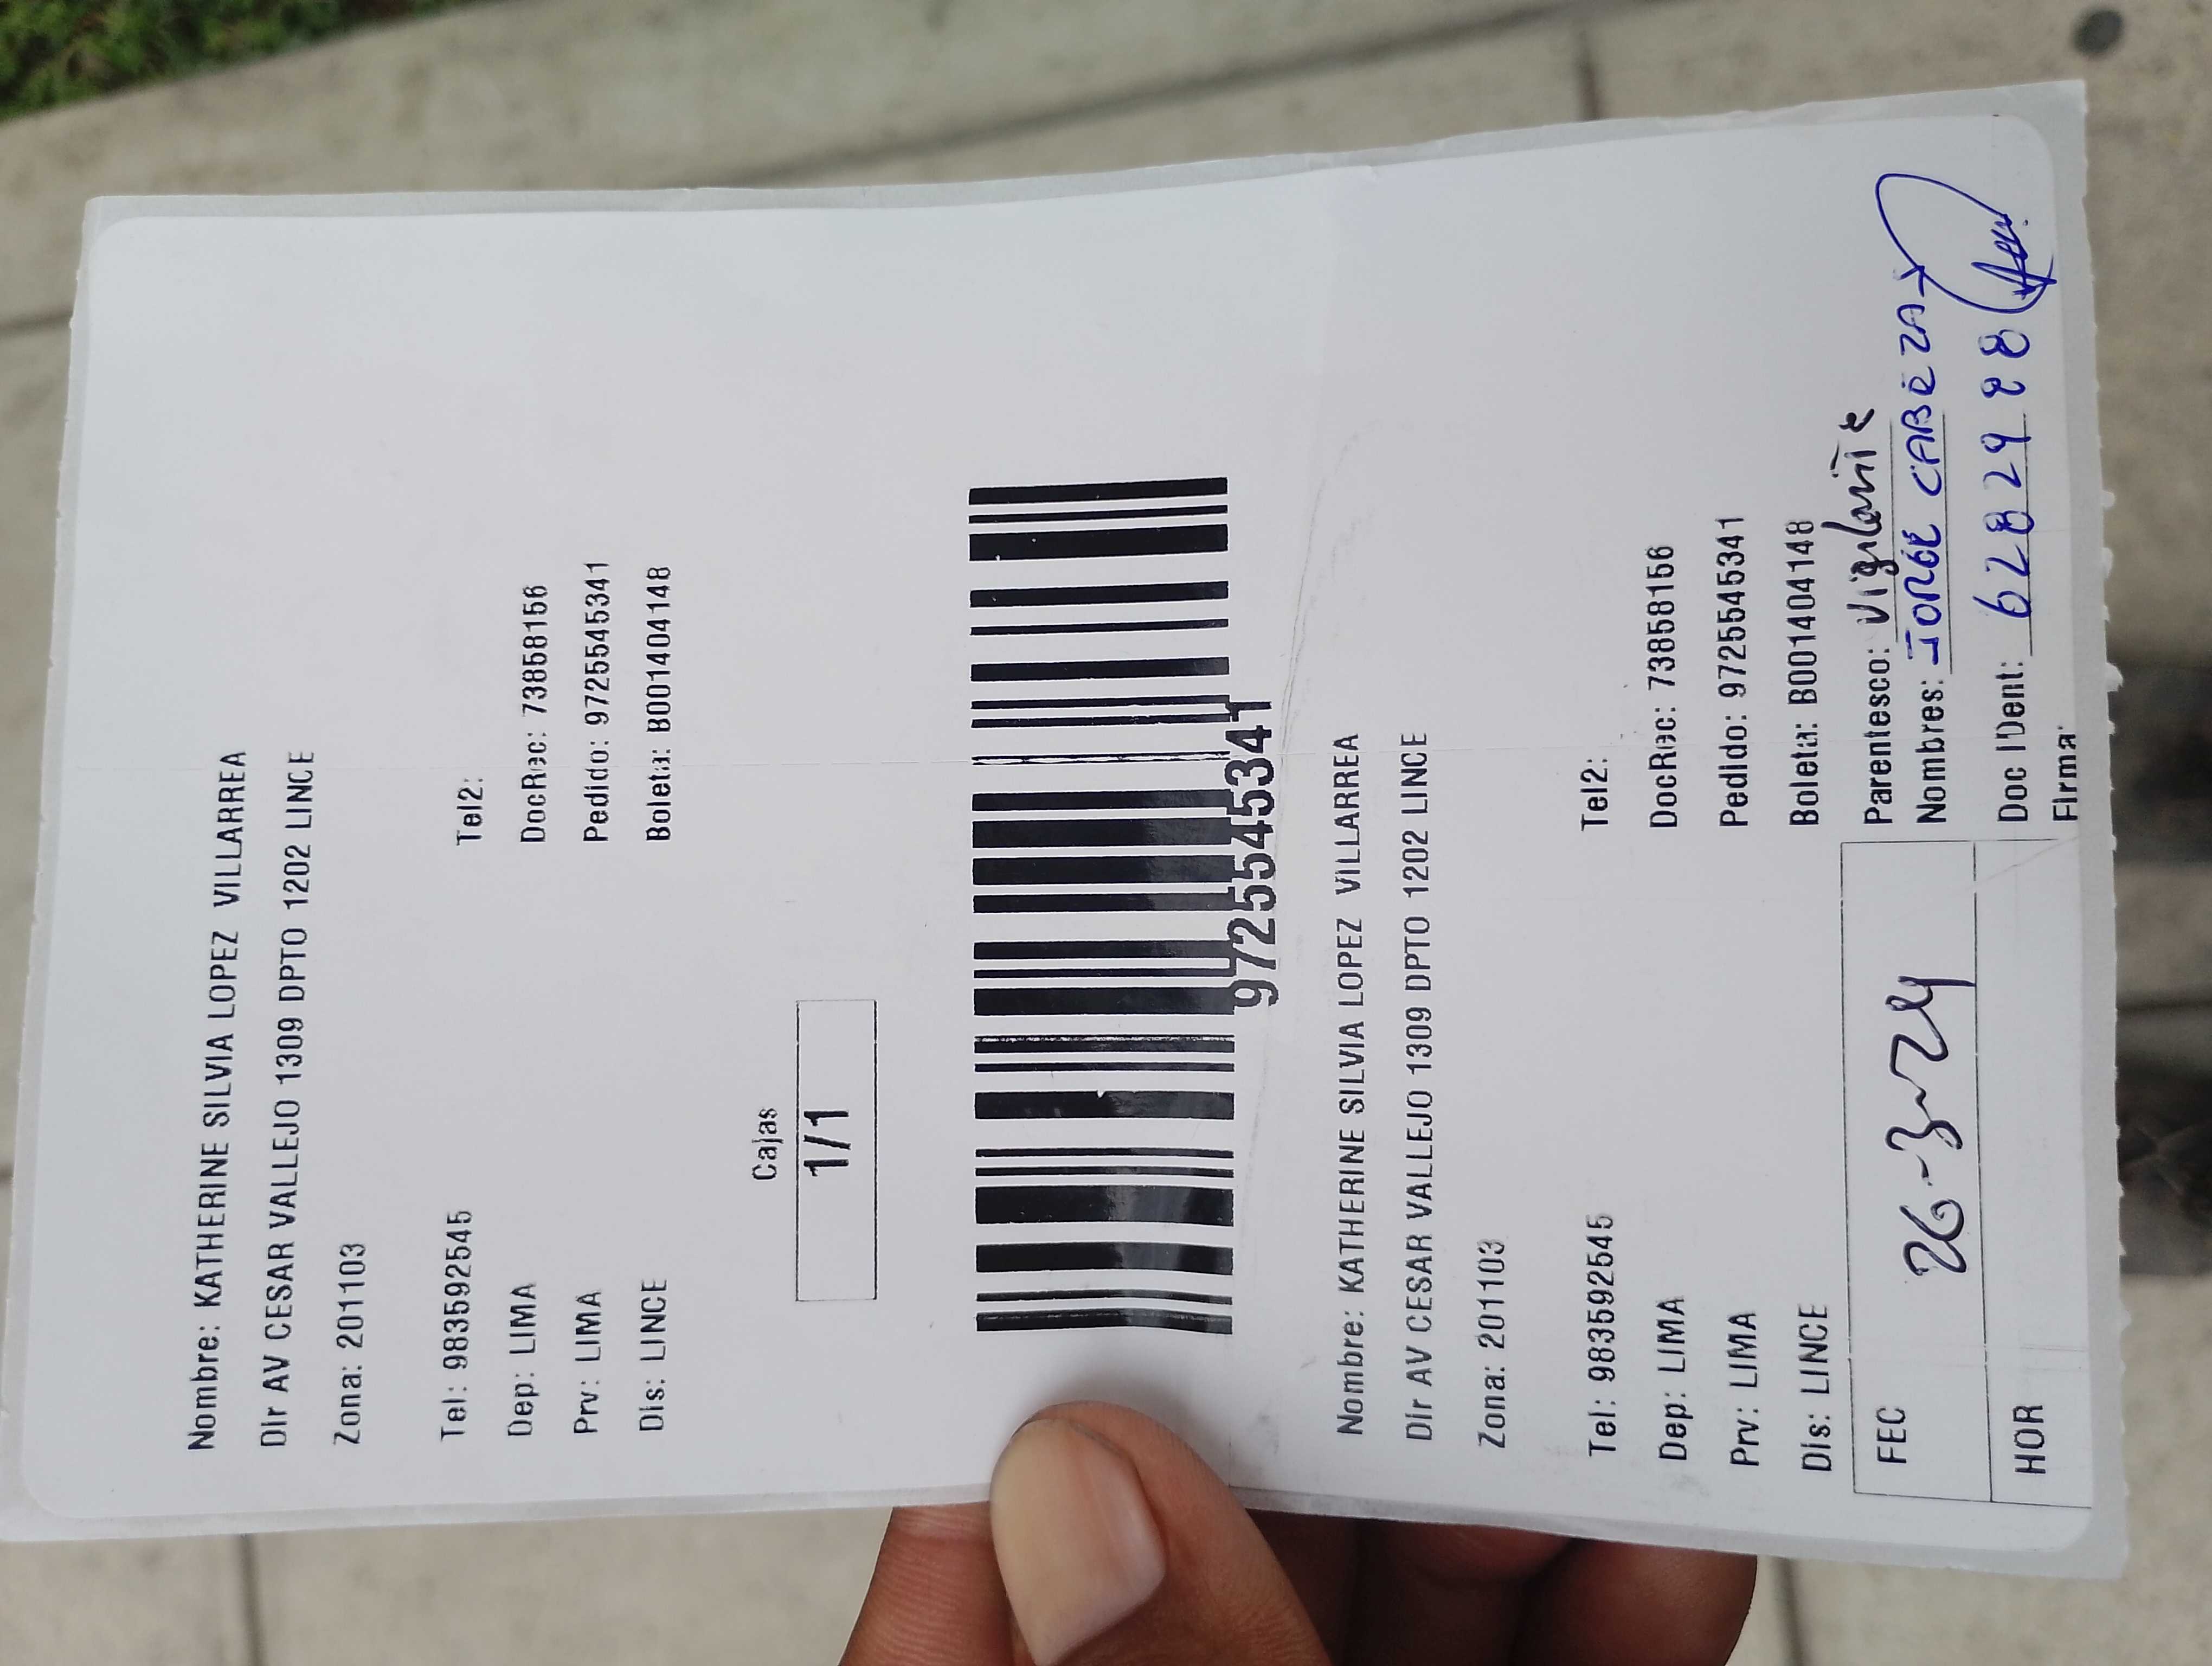 Nombre: KATHERINE SILVIA LOPEZ VILLARREA
Dir AV CESAR VALLEJO 1309 DPTO 1202 LINCE
Zona: 201103
Tel: 983592545 Tel2:
Dep: LIMA DocRec: 73858156
Prv: LIMA Pedido: 972554534​1
Dis: LINCE Boleta: B001404148
Cajas
1/1
9725545341
Nombre: KATHERINE SILVIA LOPEZ VILLARREA
Dir AV CESAR VALLEJO 1309 DPTO 1202 LINCE
Zona: 201103
Tel: 983592545 Tel2:
Dep: LIMA DocRec: 73858156
Prv: LIMA Pedido: 9725545341
Dis: LINCE Boleta: B001404148
FEC 26-3-24 Parentesco: Vigilante
Nombres: JORGE CABEZA
HOR Doc IDent:
Firma: